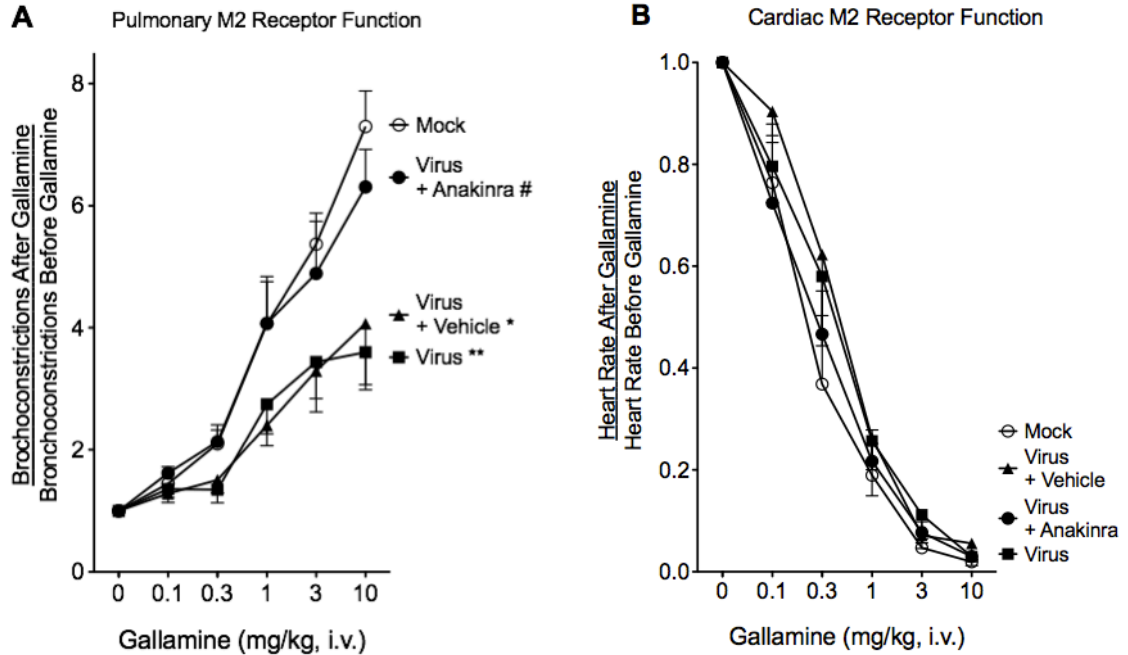 A
Pulmonary M2 Receptor Function
Brochoconstrictions After Gallamine
Bronchoconstrictions Before Gallamine
8
6
4
2
0
Mock
Virus
+ Anakinra #
Virus
+ Vehicle *
Virus **
0 0.1 0.3 1 3 10
Gallamine (mg/kg, i.v.)
B
Cardiac M2 Receptor Function
Heart Rate After Gallamine
Heart Rate Before Gallamine
1.0
0.8
0.6
0.4
0.2
0.0
Mock
Virus
+ Vehicle
Virus
+ Anakinra
Virus
0 0.1 0.3 1 3 10
Gallamine (mg/kg, i.v.)